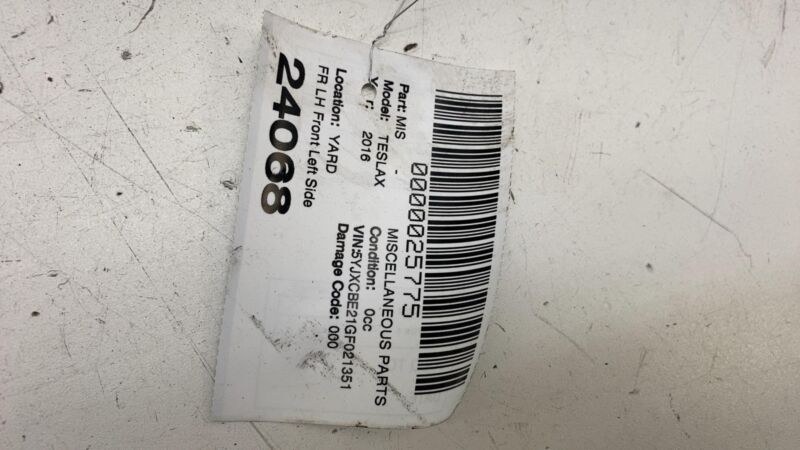 0000025775
Part: MIS - MISCELLANEOUS PARTS
Model: TESLAX Condition: 0cc
Year: 2016 VIN:5YJXCBE21GF021351
Damage Code: 000
Location: YARD
FR LH Front Left Side
24068